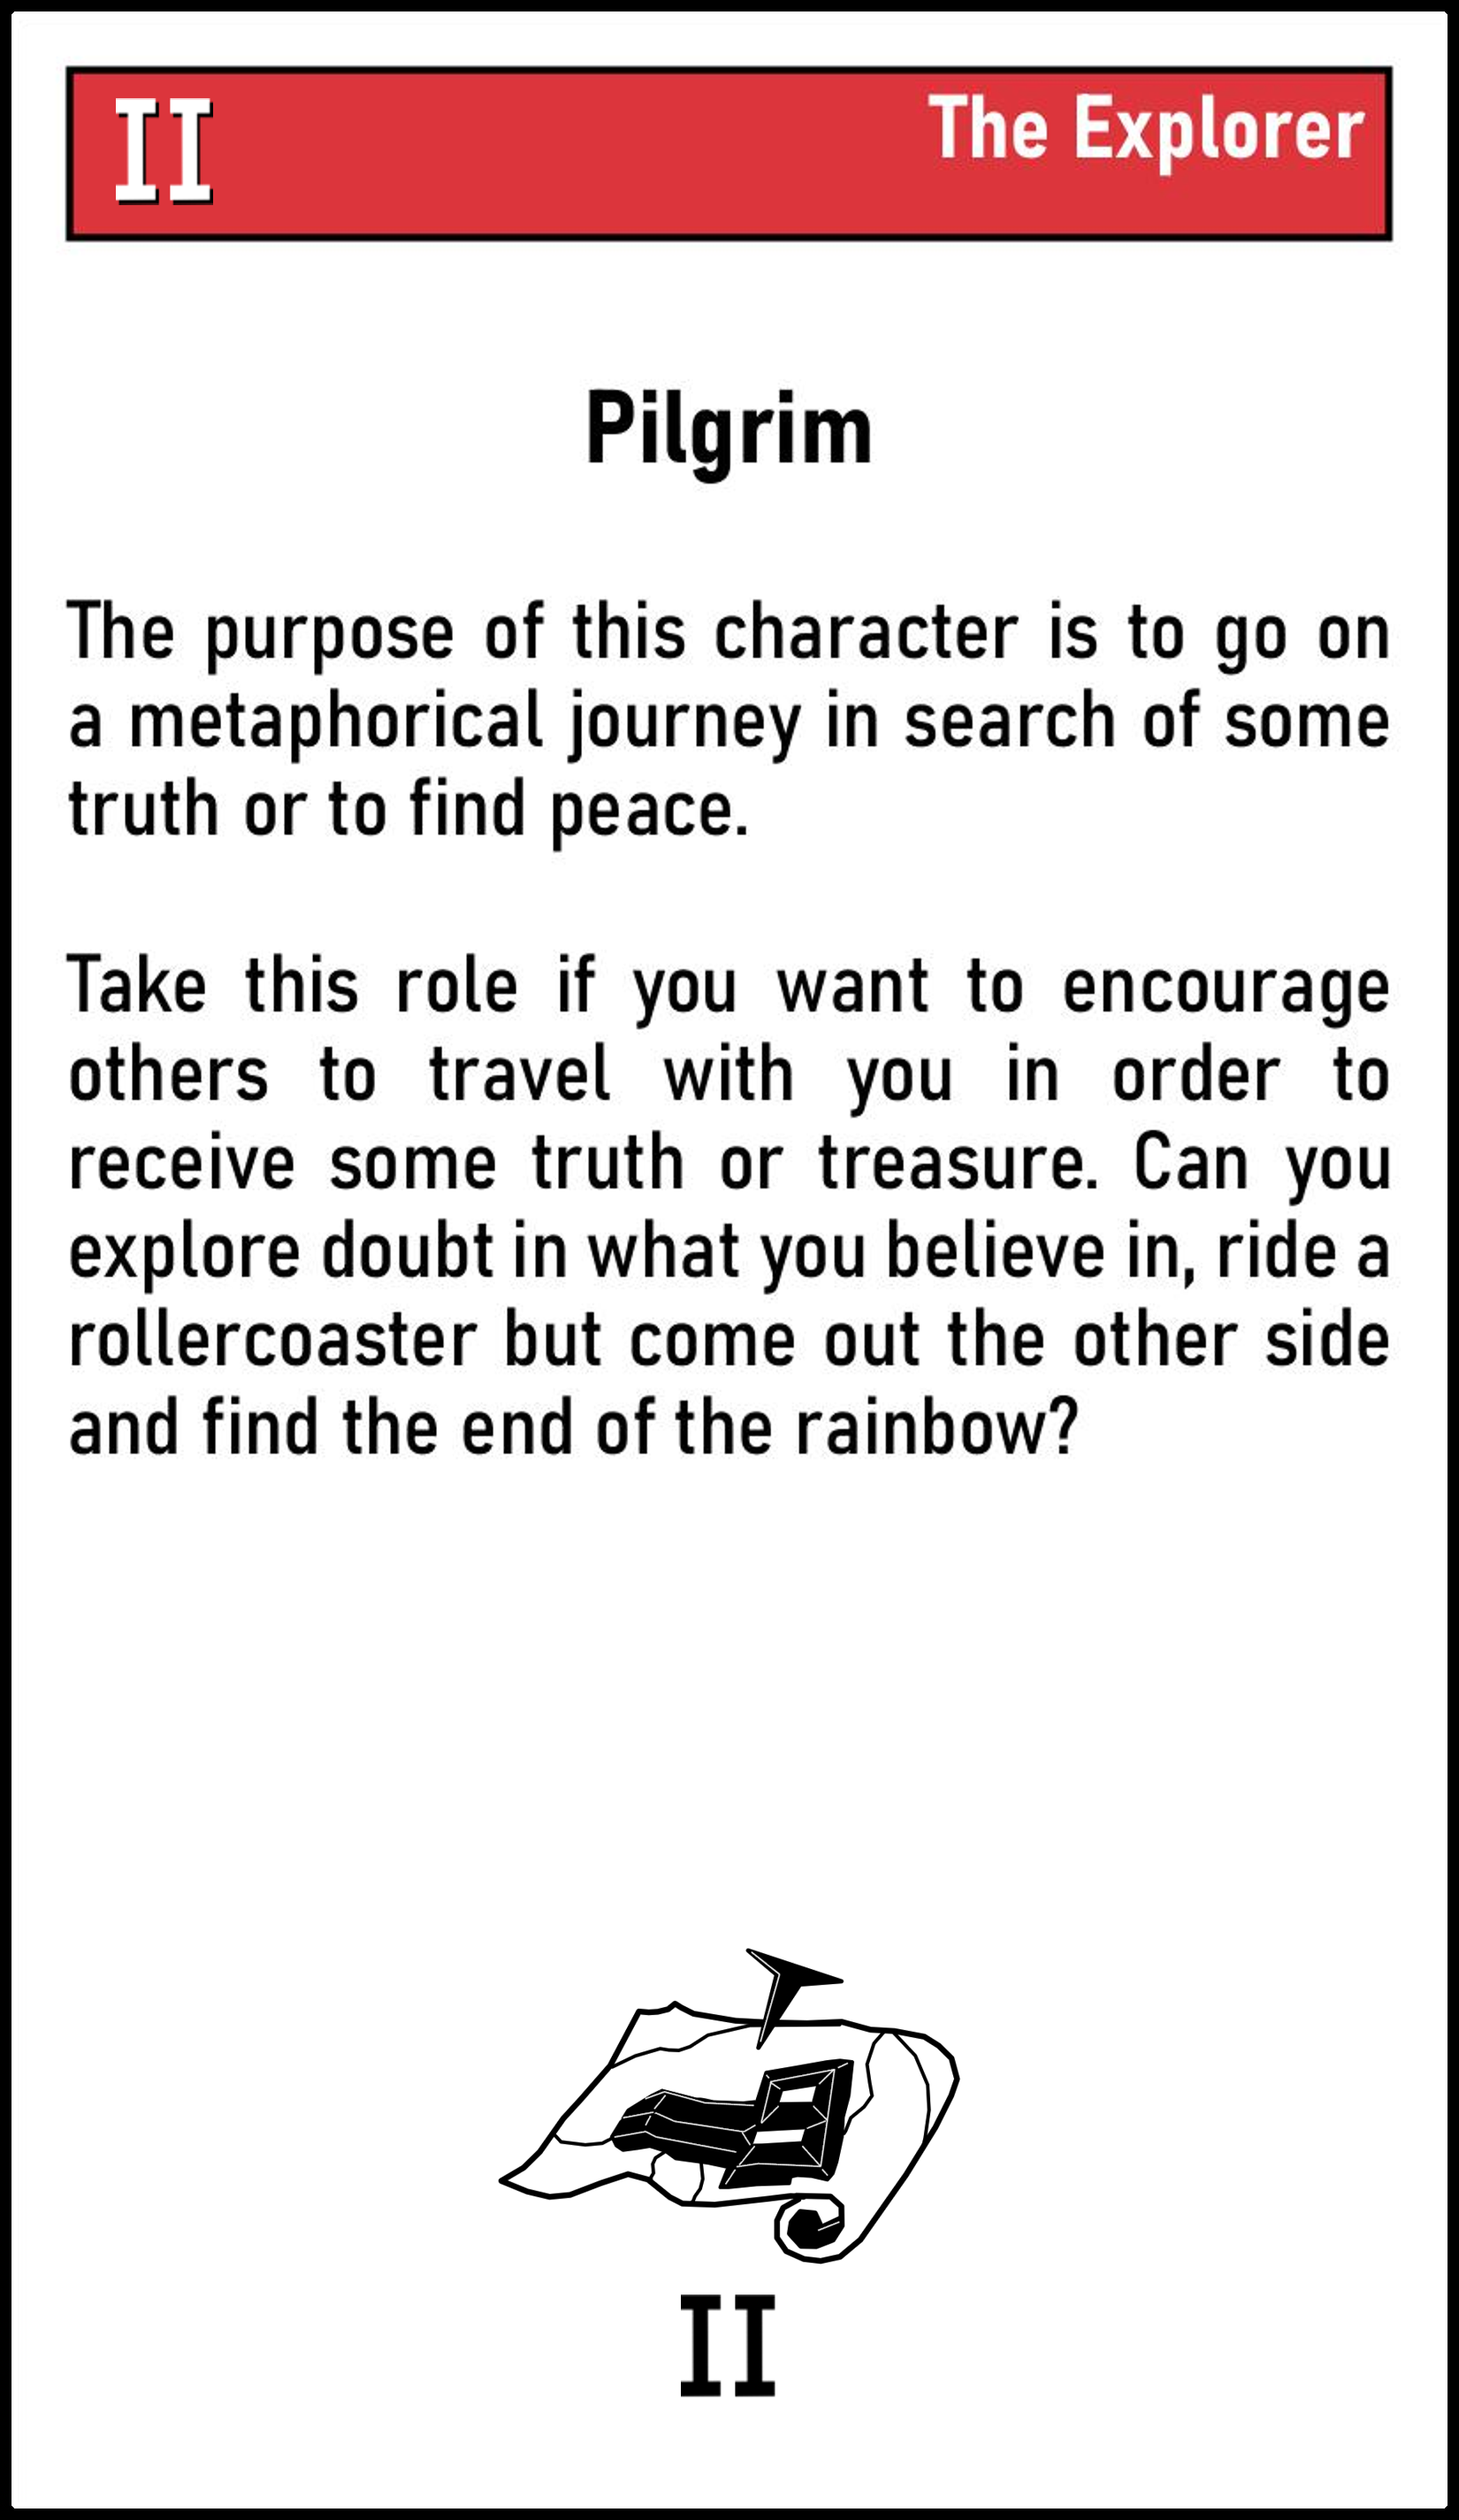 II
The Explorer
Pilgrim
The purpose of this character is to go on
a metaphorical journey in search of some
truth or to find peace.
Take this role if you want to encourage
others to travel with you in order to
receive some truth or treasure. Can you
explore doubt in what you believe in, ride a
rollercoaster but come out the other side
and find the end of the rainbow?
II